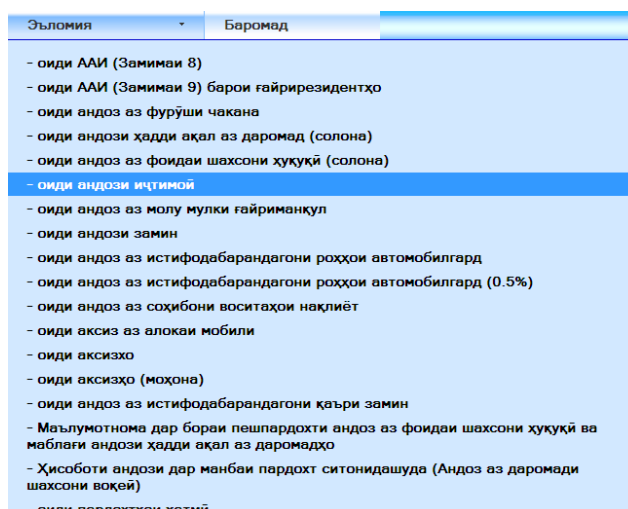 Эъломия Баромад
- оиди ААИ (Замимаи 8)
- оиди ААИ (Замимаи 9) барои ғайрирезидентҳо
- оиди андоз аз фурӯши чакана
- оиди андози ҳадди ақал аз даромад (солона)
- оиди андоз аз фоидаи шахсони ҳуқуқӣ (солона)
- оиди андози иҷтимоӣ
- оиди андоз аз молу мулки ғайриманқул
- оиди андози замин
- оиди андоз аз истифодабарандагони роҳҳои автомобилгард
- оиди андоз аз истифодабарандагони роҳҳои автомобилгард (0.5%)
- оиди андоз аз соҳибони воситаҳои нақлиёт
- оиди аксиз аз алокаи мобили
- оиди аксизхо
- оиди аксизҳо (моҳона)
- оиди андоз аз истифодабарандагони қаъри замин
- Маълумотнома дар бораи пешпардохти андоз аз фоидаи шахсони ҳуқуқӣ ва
маблағи андози ҳадди ақал аз даромадҳо
- Ҳисоботи андози дар манбаи пардохт ситонидашуда (Андоз аз даромади
шахсони воқеӣ)